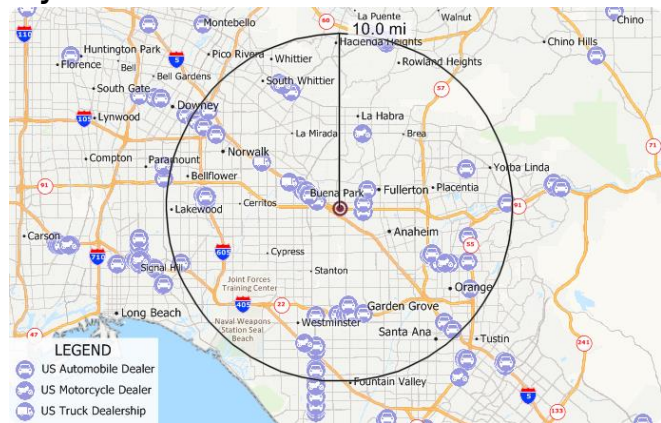 110
Montebello
60
La Puente
Walnut
10.0 mi
Chino
Huntington Park
Florence
Bell
5
Pico Rivera
Whittier
Hacienda Heights
Chino Hills
Rowland Heights
Bell Gardens
South Gate
South Whittier
57
Downey
105
Lynwood
La Habra
La Mirada
Brea
71
Compton
Paramount
Norwalk
Yorba Linda
91
Bellflower
Buena Park
Fullerton
Placentia
Lakewood
Cerritos
91
Carson
Anaheim
55
710
605
Cypress
Signal Hill
Stanton
Joint Forces
Training Center
Orange
405
22
Garden Grove
Long Beach
Naval Weapons
Station Seal
Beach
Westminster
47
Santa Ana
Tustin
241
LEGEND
US Automobile Dealer
US Motorcycle Dealer
US Truck Dealership
Fountain Valley
5
133